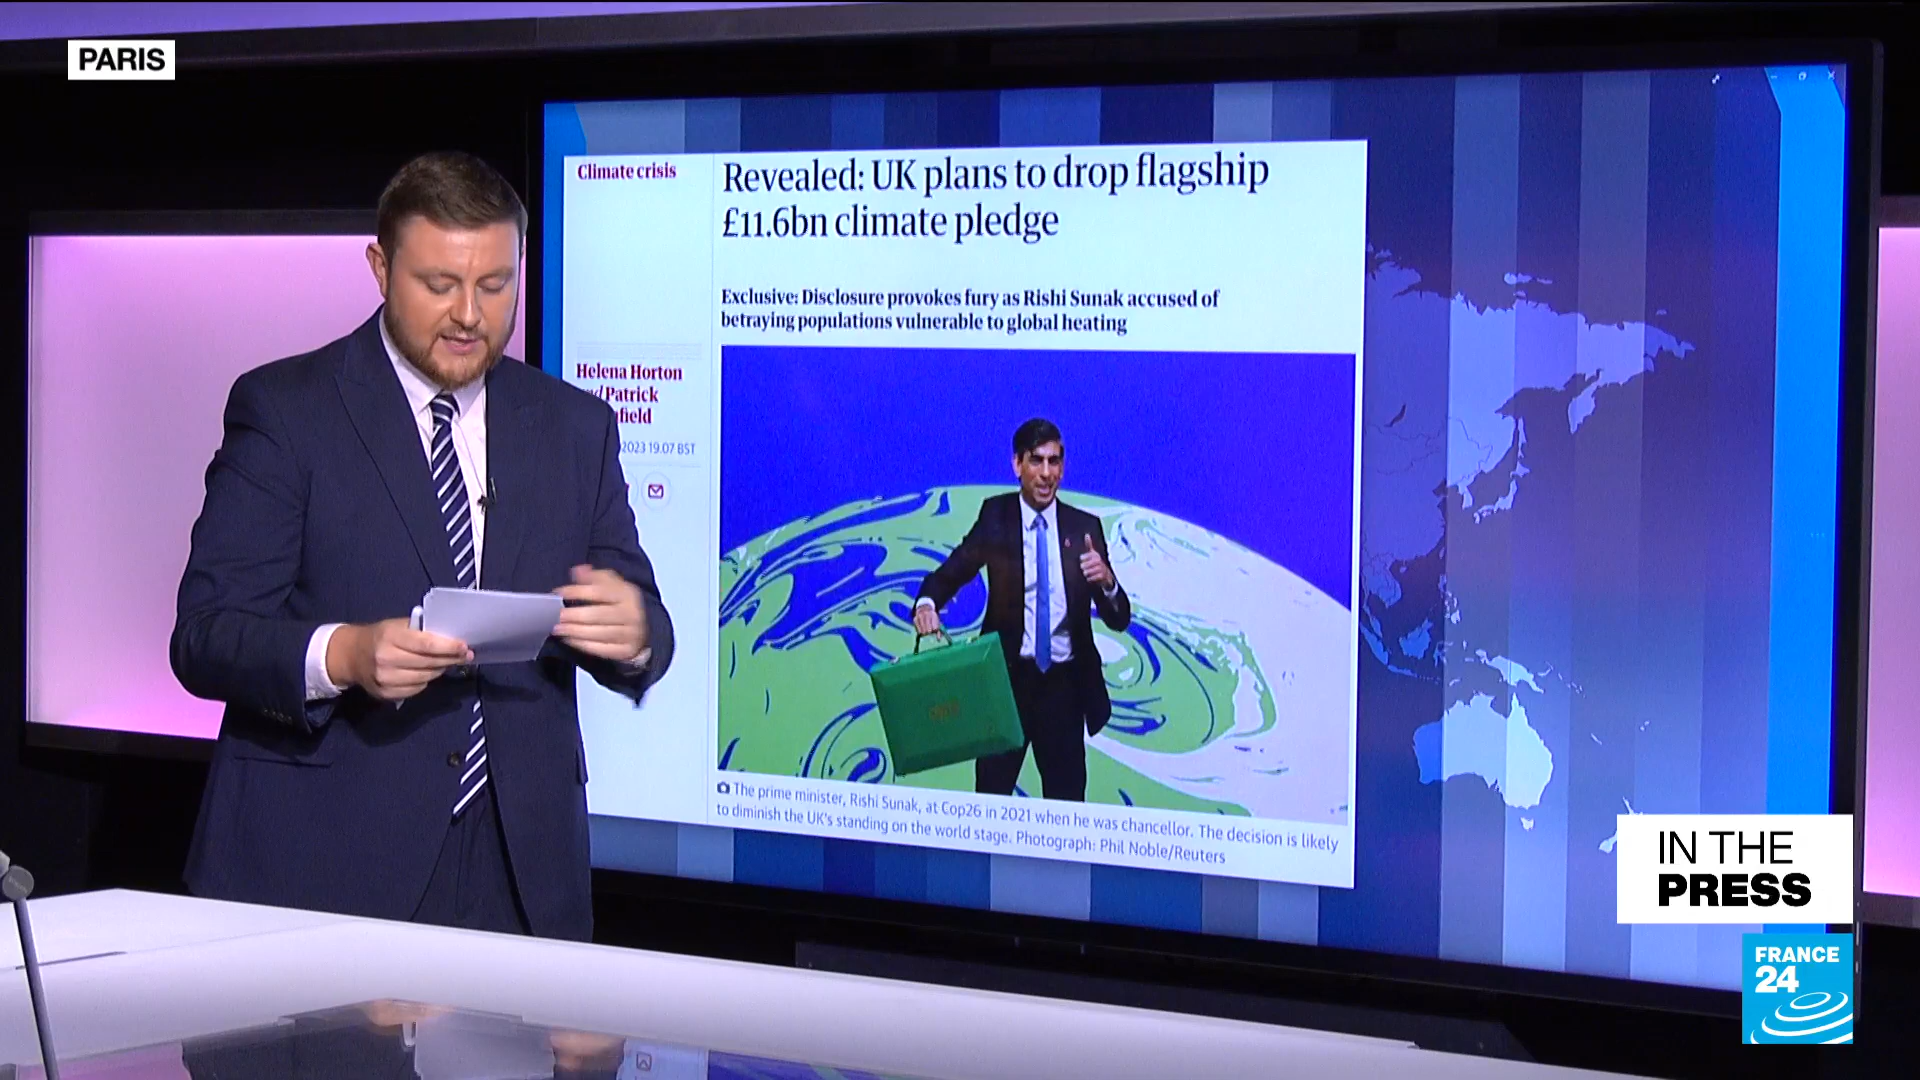 PARIS
Climate crisis
Revealed: UK plans to drop flagship
£11.6bn climate pledge
Exclusive: Disclosure provokes fury as Rishi Sunak accused of
betraying populations vulnerable to global heating
Helena Horton
Patrick
2023 19.07 BST
The prime minister, Rishi Sunak, at Cop26 in 2021 when he was chancellor. The decision is likely
to diminish the UK's standing on the world stage. Photograph: Phil Noble/Reuters
IN THE
PRESS
FRANCE
24